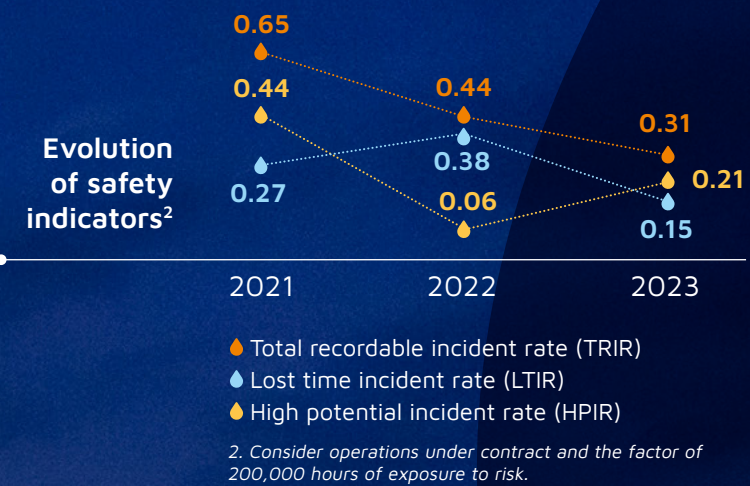 0.65
0.44
0.27
0.44
0.38
0.06
0.31
0.21
0.15
Evolution
of safety
indicators²
2021 2022 2023
Total recordable incident rate (TRIR)
Lost time incident rate (LTIR)
High potential incident rate (HPIR)
2. Consider operations under contract and the factor of
200,000 hours of exposure to risk.